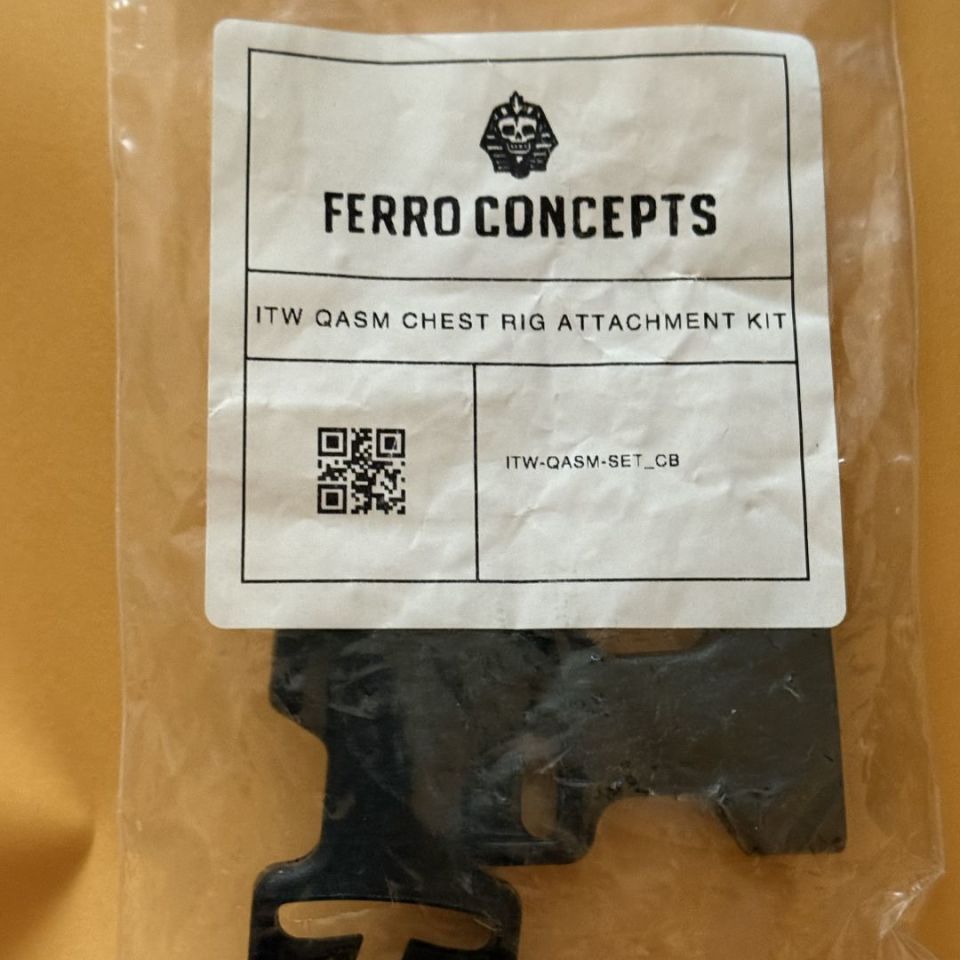 FERRO CONCEPTS
ITW QASM CHEST RIG ATTACHMENT KIT
ITW-QASM-SET_CB